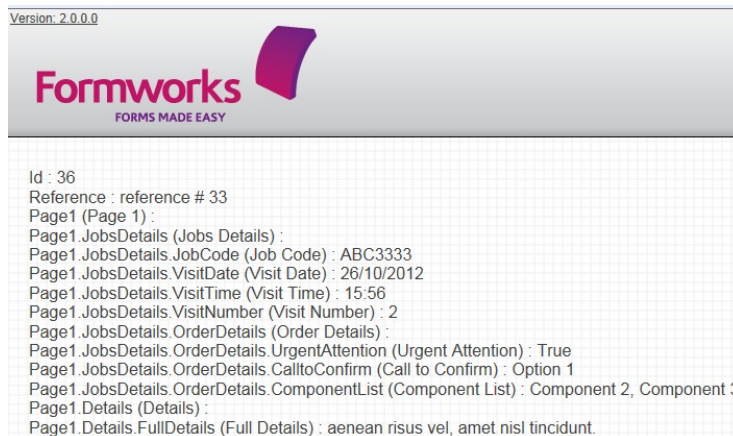 Version: 2.0.0.0
Formworks
FORMS MADE EASY
Id : 36
Reference : reference # 33
Page1 (Page 1) :
Page1.JobsDetails (Jobs Details) :
Page1.JobsDetails.JobCode (Job Code) : ABC3333
Page1.JobsDetails.VisitDate (Visit Date) : 26/10/2012
Page1.JobsDetails.VisitTime (Visit Time) : 15:56
Page1.JobsDetails.VisitNumber (Visit Number) : 2
Page1.JobsDetails.OrderDetails (Order Details) :
Page1.JobsDetails.OrderDetails.UrgentAttention (Urgent Attention) : True
Page1.JobsDetails.OrderDetails.CalltoConfirm (Call to Confirm) : Option 1
Page1.JobsDetails.OrderDetails.ComponentList (Component List) : Component 2, Component 3
Page1.Details (Details) :
Page1.Details.FullDetails (Full Details) : aenean risus vel, amet nisl tincidunt.